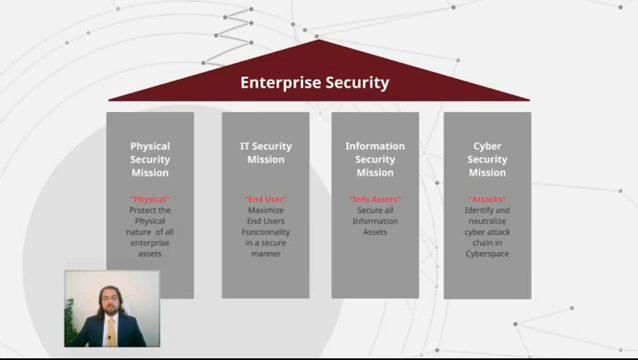 Enterprise Security
Physical
Security
Mission
"Physical"
Protect the
Physical
nature of all
enterprise
assets
IT Security
Mission
"End User"
Maximize
End Users
Functionality
in a secure
manner
Information
Security
Mission
"Info Assets"
Secure all
Information
Assets
Cyber
Security
Mission
"Attacks"
Identify and
neutralize
cyber attack
chain in
Cyberspace